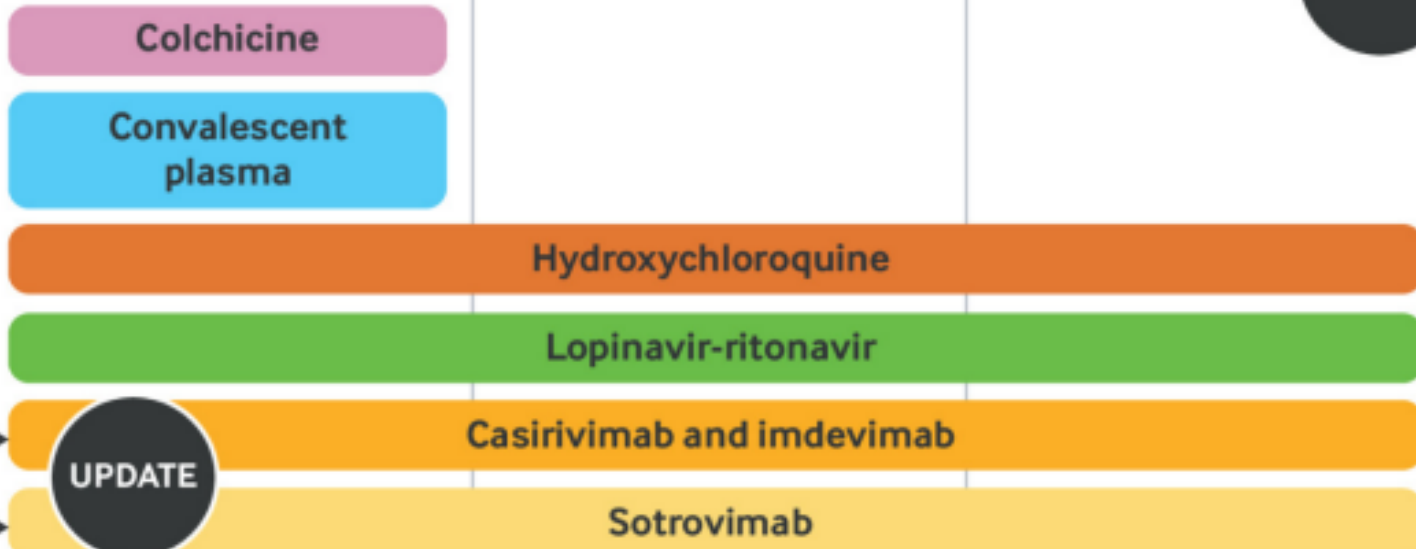 Colchicine
Convalescent
plasma
Hydroxychloroquine
Lopinavir-ritonavir
Casirivimab and imdevimab
UPDATE
Sotrovimab